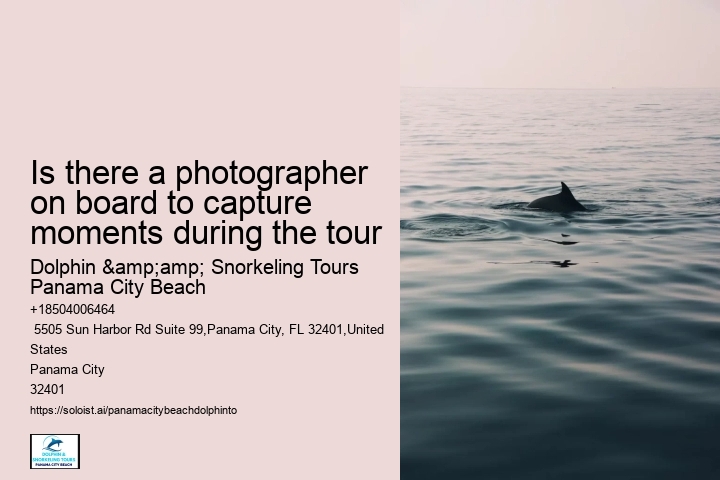 Is there a photographer
on board to capture
moments during the tour
Dolphin &amp;amp; Snorkeling Tours
Panama City Beach
+18504006464
5505 Sun Harbor Rd Suite 99,Panama City, FL 32401,United
States
Panama City
32401
https://soloist.ai/panamacitybeachdolphinto
DOLPHIN &
SNORKELING TOURS
PANAMA CITY BEACH